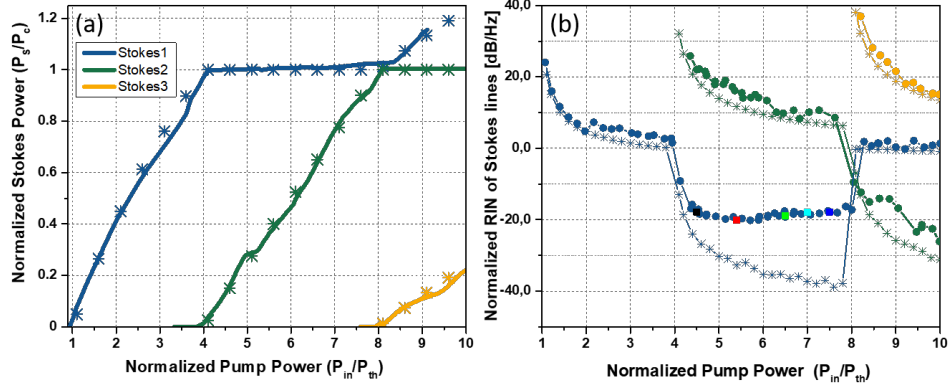 (a)
Normalized Stokes Power (Pₛ/P꜀)
Stokes1
Stokes2
Stokes3
1.2
1
0.8
0.6
0.4
0.2
0
1 2 3 4 5 6 7 8 9 10
Normalized Pump Power (Pᵢₙ/Pₜₕ)
(b)
Normalized RIN of Stokes lines [dB/Hz]
40,0
20,0
0,0
-20,0
-40,0
1 2 3 4 5 6 7 8 9 10
Normalized Pump Power (Pᵢₙ/Pₜₕ)